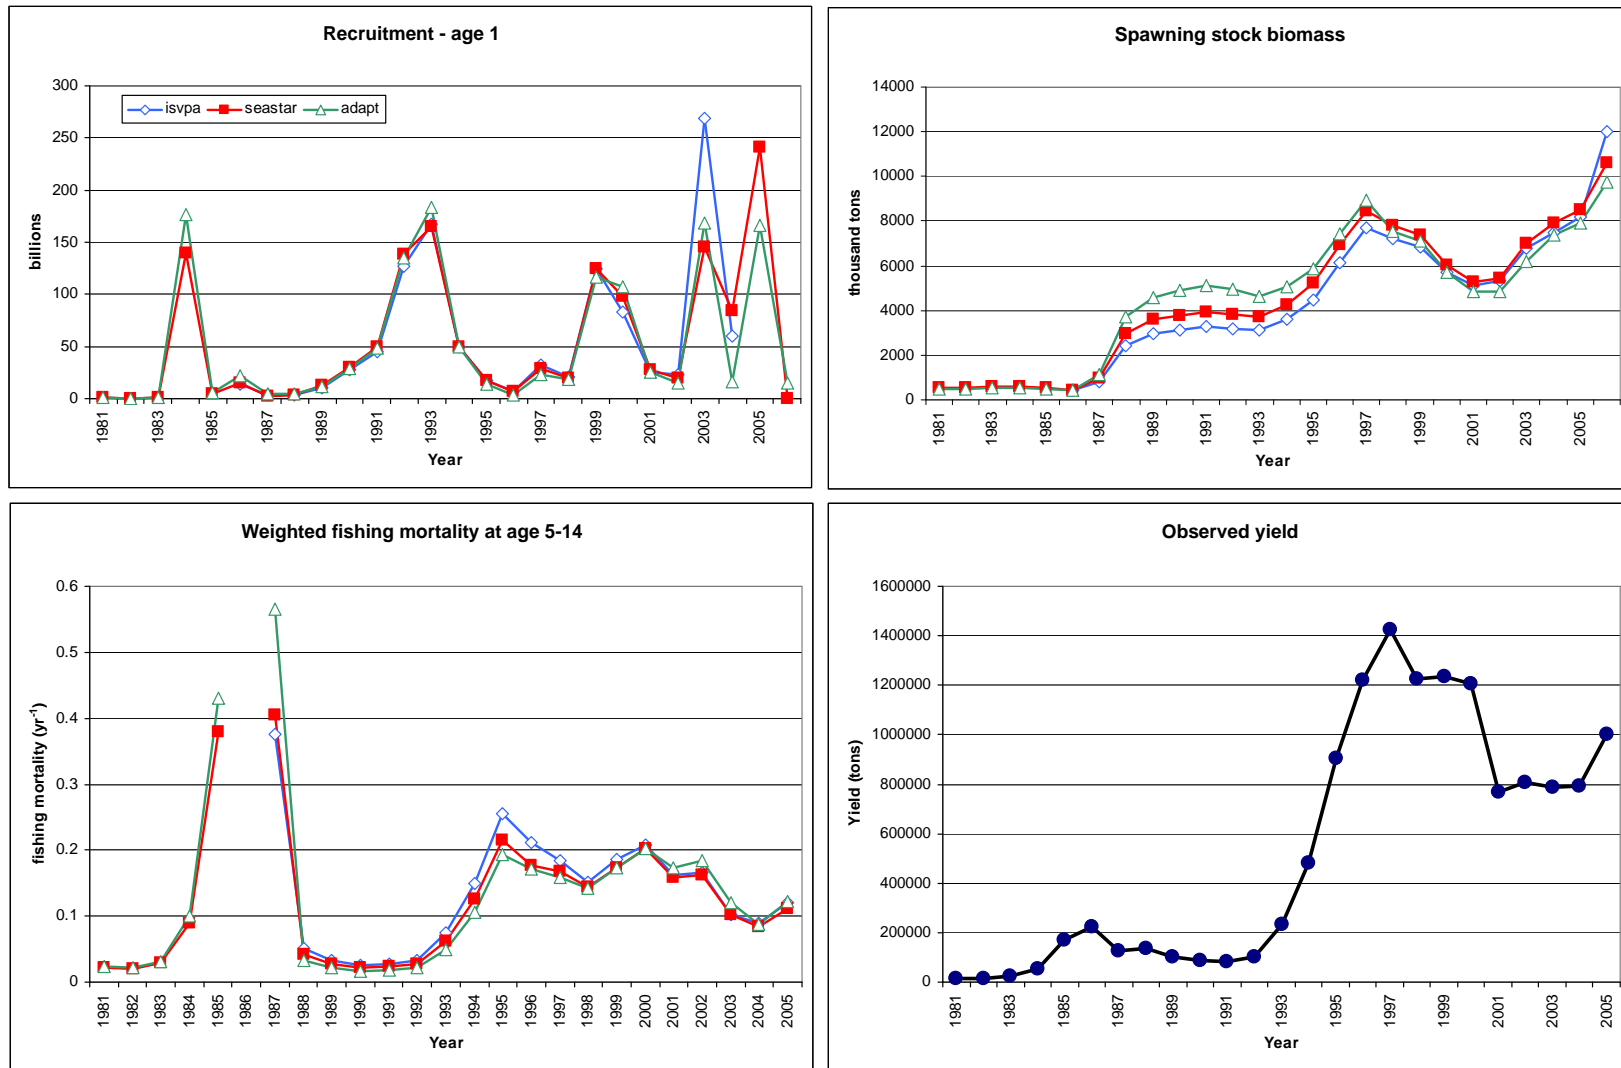 Recruitment - age 1
300
250
200
150
100
50
0
billions
isvpa seastar adapt
1981 1983 1985 1987 1989 1991 1993 1995 1997 1999 2001 2003 2005
Year
Spawning stock biomass
14000
12000
10000
8000
6000
4000
2000
0
thousand tons
1981 1983 1985 1987 1989 1991 1993 1995 1997 1999 2001 2003 2005
Year
Weighted fishing mortality at age 5-14
0.6
0.5
0.4
0.3
0.2
0.1
0
fishing mortality (yr⁻¹)
1981 1982 1983 1984 1985 1986 1987 1988 1989 1990 1991 1992 1993 1994 1995 1996 1997 1998 1999 2000 2001 2002 2003 2004 2005
Year
Observed yield
1600000
1400000
1200000
1000000
800000
600000
400000
200000
0
Yield (tons)
1981 1983 1985 1987 1989 1991 1993 1995 1997 1999 2001 2003 2005
Year